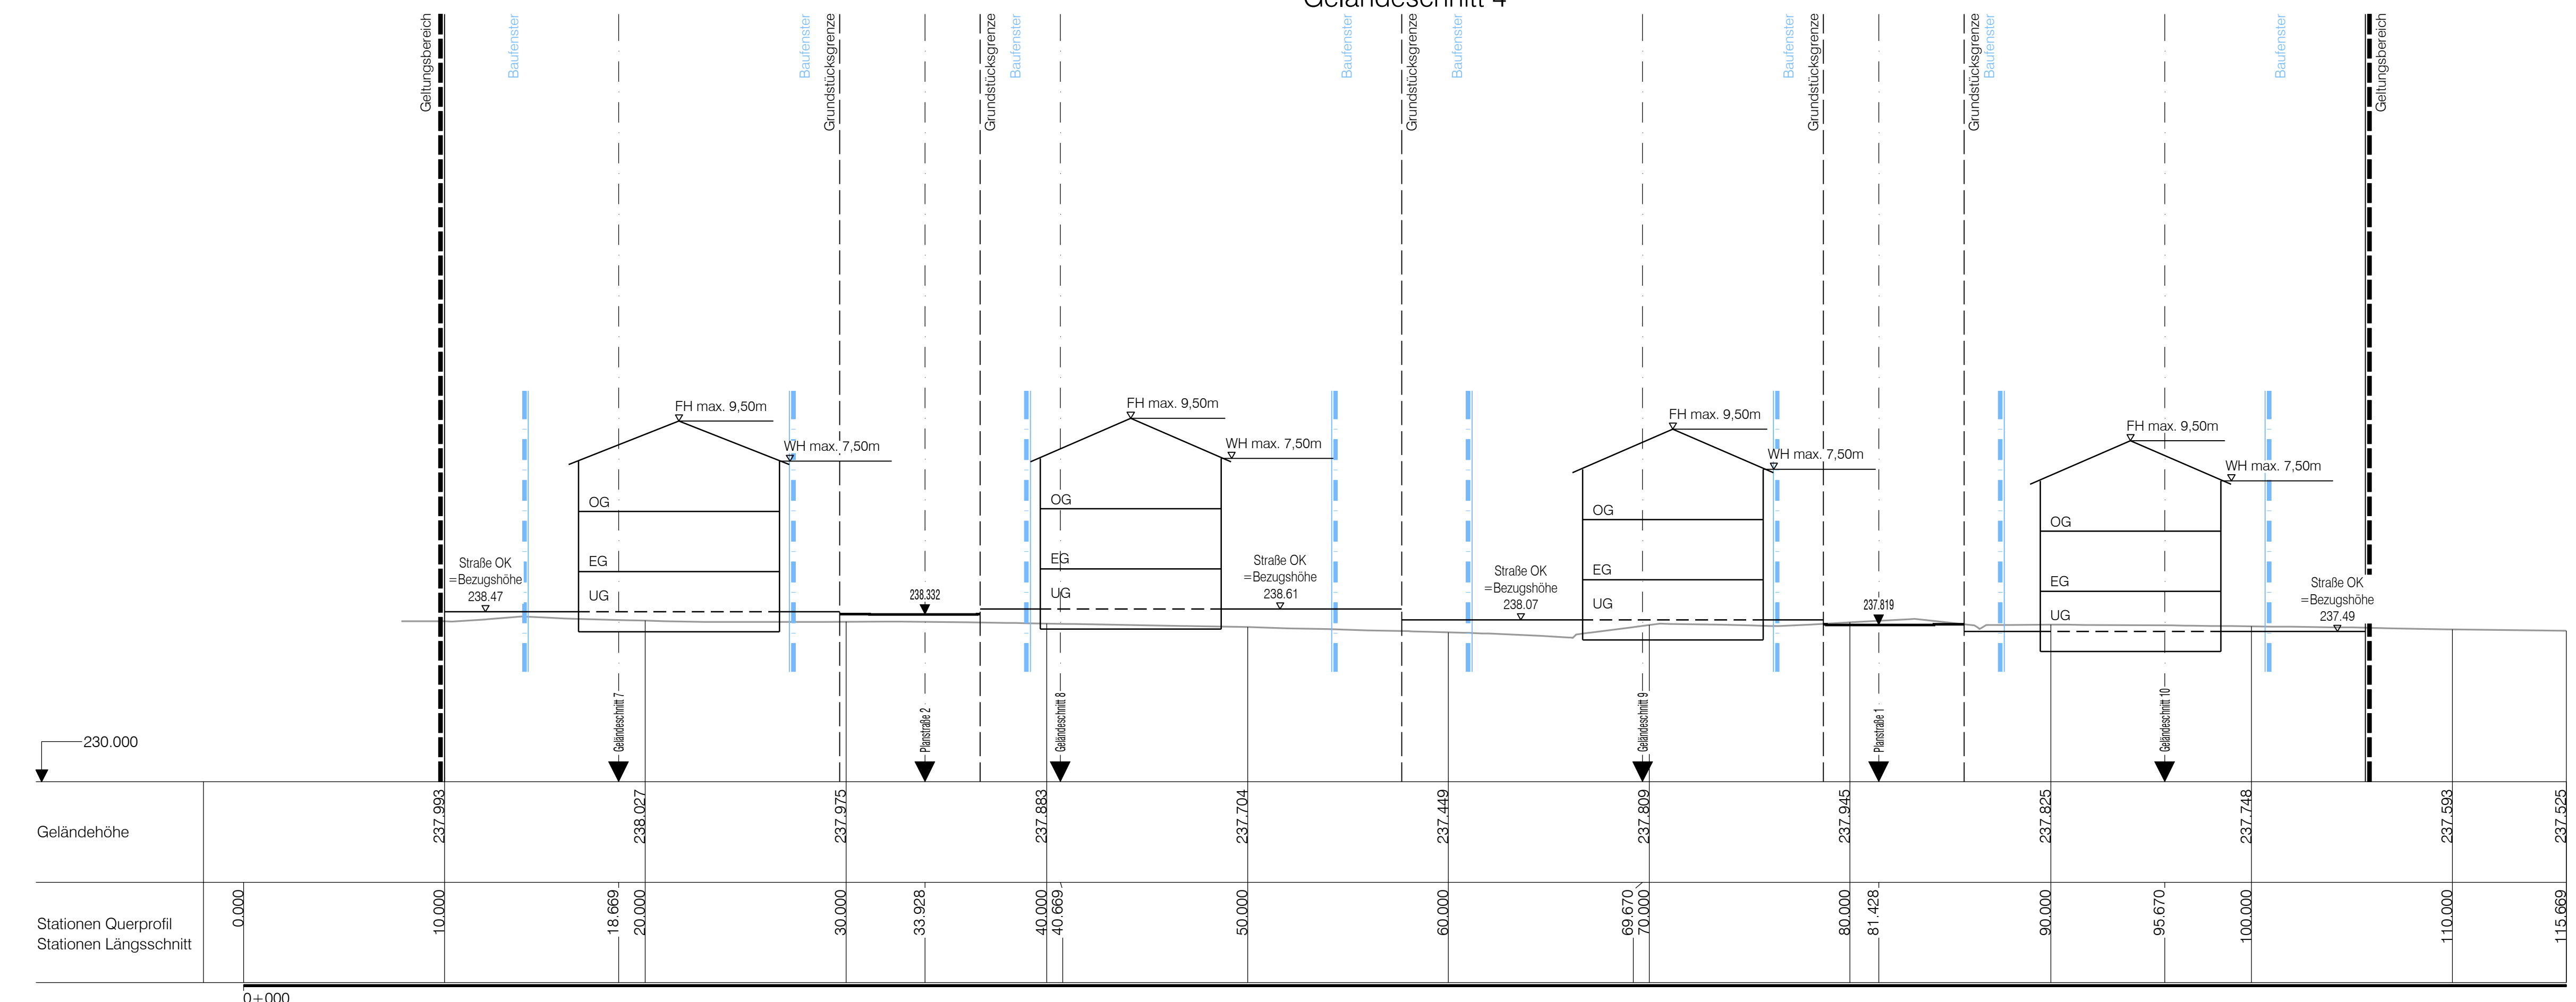 Geländeschnitt 4
Geltungsbereich
Baufenster
Baufenster
Grundstücksgrenze
Grundstücksgrenze
Baufenster
Baufenster
Grundstücksgrenze
Baufenster
Baufenster
Grundstücksgrenze
Grundstücksgrenze
Baufenster
Baufenster
Geltungsbereich
FH max. 9,50m
WH max. 7,50m
OG
EG
UG
Straße OK
=Bezugshöhe
238.47
238.332
FH max. 9,50m
WH max. 7,50m
OG
EG
UG
Straße OK
=Bezugshöhe
238.61
Straße OK
=Bezugshöhe
238.07
FH max. 9,50m
WH max. 7,50m
OG
EG
UG
237.819
FH max. 9,50m
WH max. 7,50m
OG
EG
UG
Straße OK
=Bezugshöhe
237.49
Geländeschnitt 7
Planstraße 2
Geländeschnitt 8
Geländeschnitt 9
Planstraße 1
Geländeschnitt 10
230.000
Geländehöhe
237.993
238.027
237.975
237.883
237.704
237.449
237.809
237.945
237.825
237.748
237.593
237.525
Stationen Querprofil
Stationen Längsschnitt
0.000
10.000
18.669
20.000
30.000
33.928
40.000
40.669
50.000
60.000
69.670
70.000
80.000
81.428
90.000
95.670
100.000
110.000
115.669
0+000